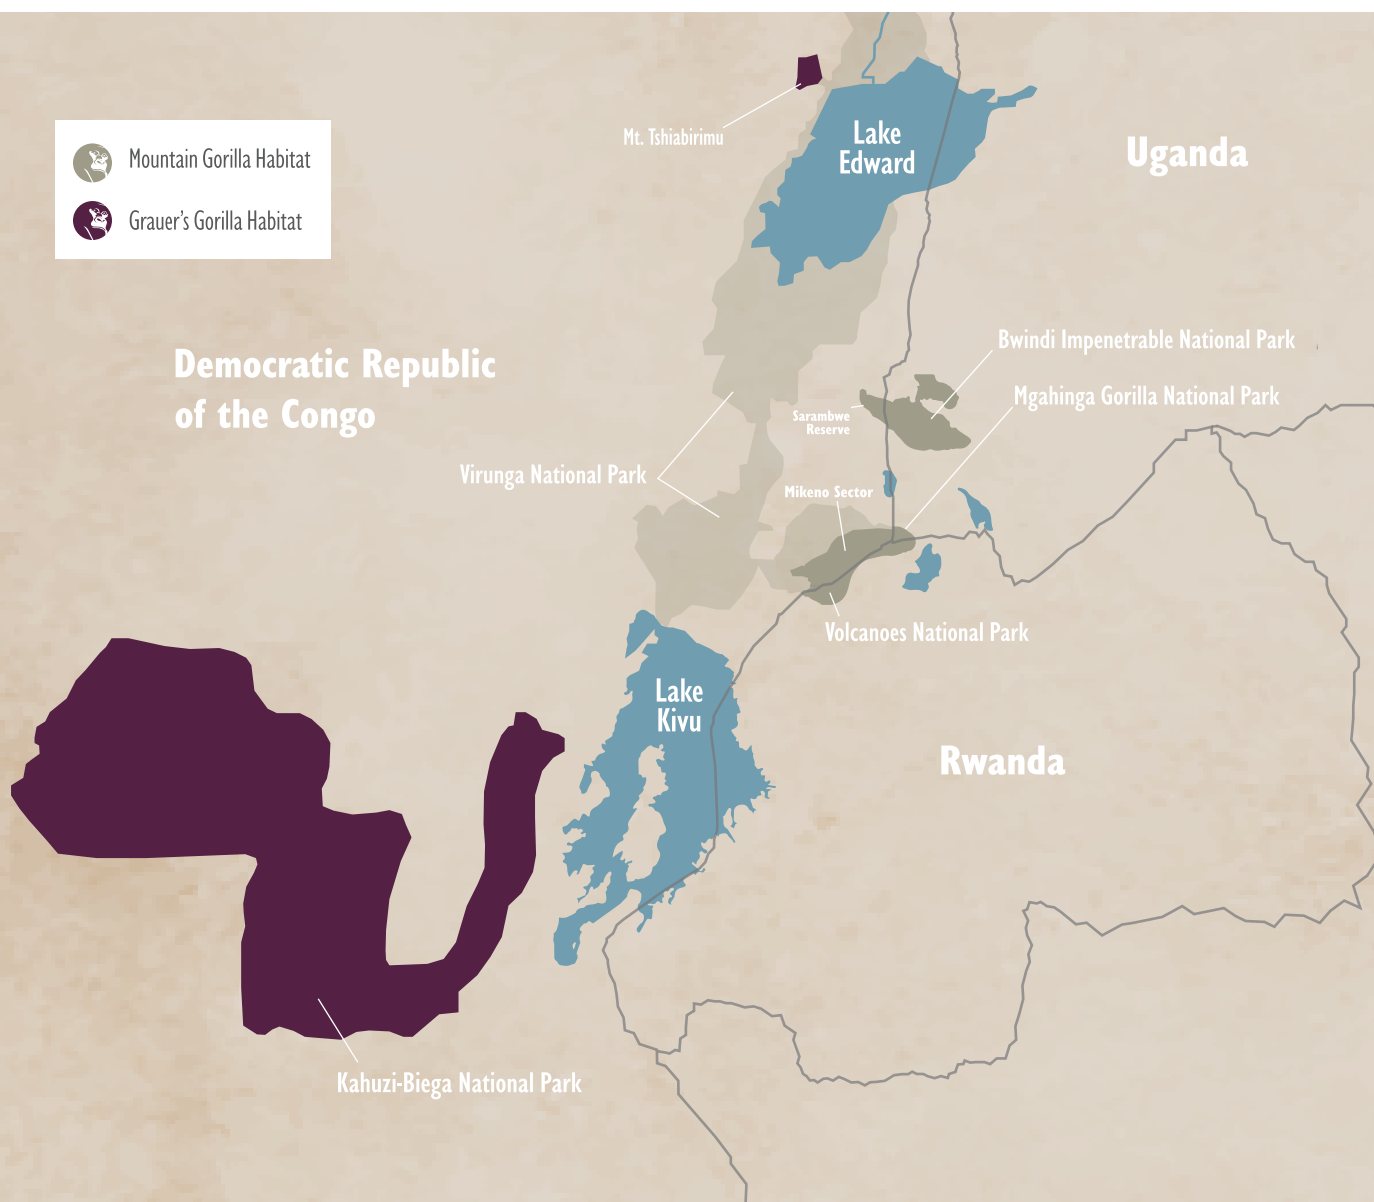 Mt. Tshiabirimu
Lake
Edward
Uganda
Mountain Gorilla Habitat
Grauer's Gorilla Habitat
Democratic Republic
of the Congo
Bwindi Impenetrable National Park
Mgahinga Gorilla National Park
Sarambwe
Reserve
Virunga National Park
Mikeno Sector
Volcanoes National Park
Lake
Kivu
Rwanda
Kahuzi-Biega National Park